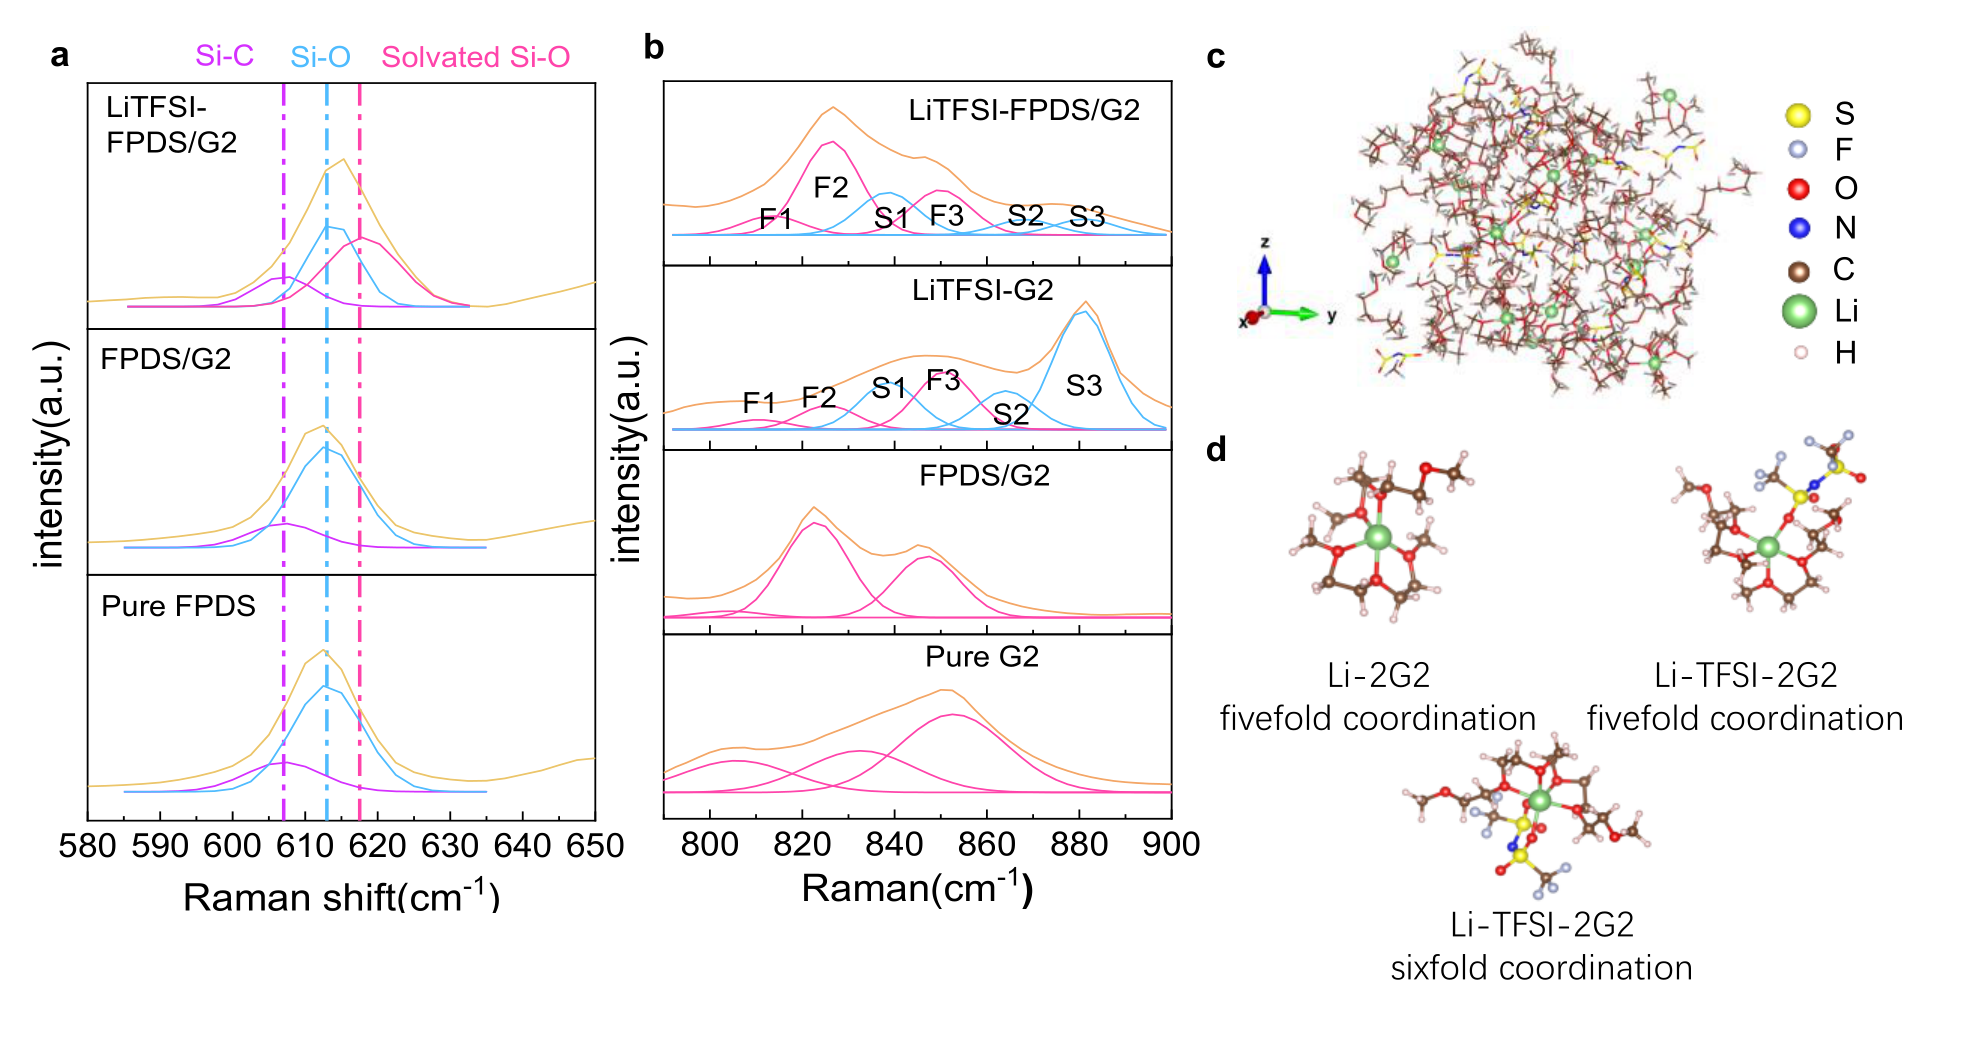 a
Si-C Si-O Solvated Si-O
LiTFSI-
FPDS/G2
FPDS/G2
Pure FPDS
intensity(a.u.)
580 590 600 610 620 630 640 650
Raman shift(cm-1)
b
LiTFSI-FPDS/G2
F1 F2 S1 F3 S2 S3
LiTFSI-G2
F1 F2 S1 F3 S2 S3
FPDS/G2
Pure G2
intensity(a.u.)
800 820 840 860 880 900
Raman(cm-1)
c
z
y
x
S
F
O
N
C
Li
H
d
Li-2G2
fivefold coordination
Li-TFSI-2G2
fivefold coordination
Li-TFSI-2G2
sixfold coordination